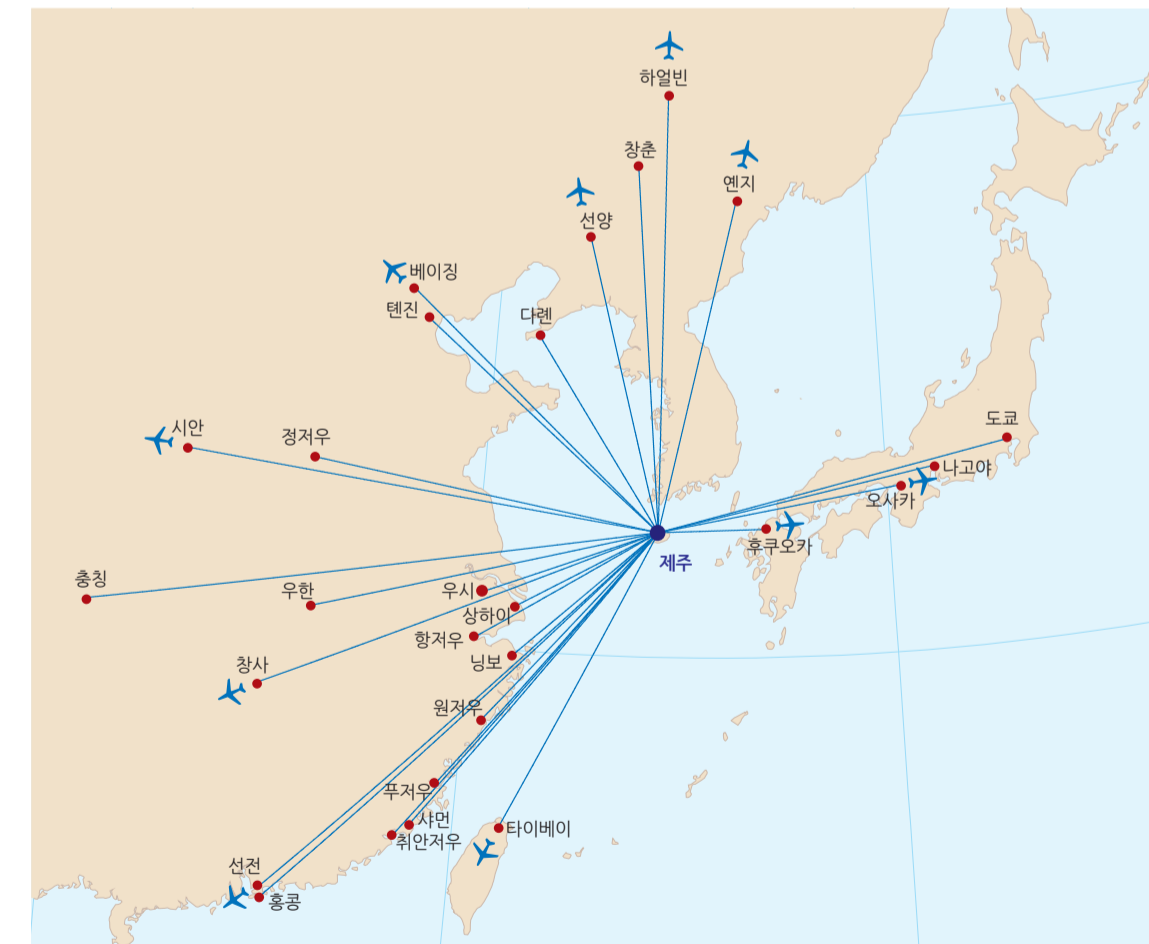 하얼빈
창춘
옌지
선양
베이징
톈진
다롄
시안
정저우
도쿄
나고야
오사카
후쿠오카
제주
충칭
우한
우시
상하이
항저우
닝보
창사
원저우
푸저우
샤먼
취안저우
타이베이
선전
홍콩